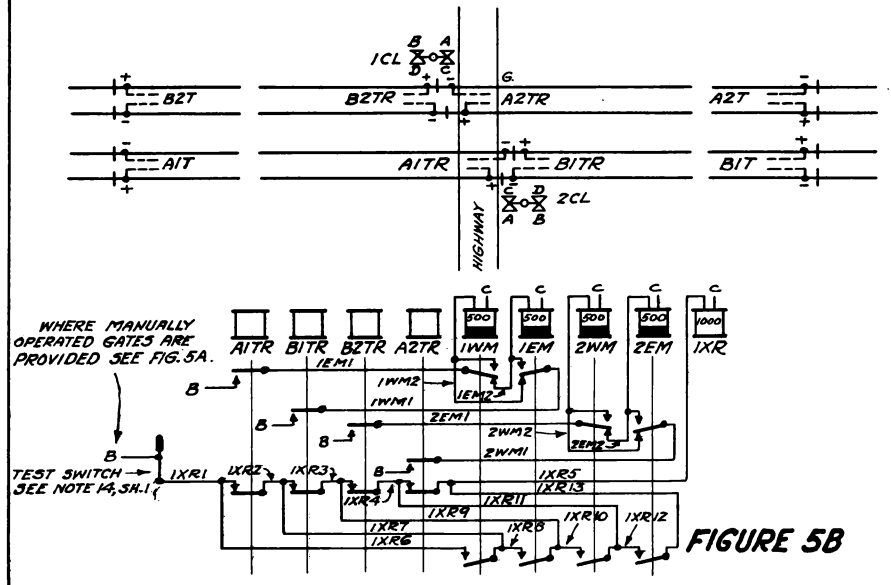 B A
1CL
D C
+ + - G. -
B2T B2TR A2TR A2T
- - + +
- - + +
A1T A1TR B1TR B1T
+ + - -
C D
2CL
A B
HIGHWAY
C C C C C
500 500 500 500 1000
A1TR B1TR B2TR A2TR 1WM 1EM 2WM 2EM 1XR
WHERE MANUALLY
OPERATED GATES ARE
PROVIDED SEE FIG. 5A.
B 1EM1
1WM2 1EM2
B 1WM1
B 2EM1
2WM2 2EM2
B 2WM1
B
TEST SWITCH
SEE NOTE 14, SH. 1
1XR1 1XR2 1XR3 1XR4 1XR5
1XR13
1XR11
1XR9
1XR7
1XR6
1XR8 1XR10 1XR12
FIGURE 5B